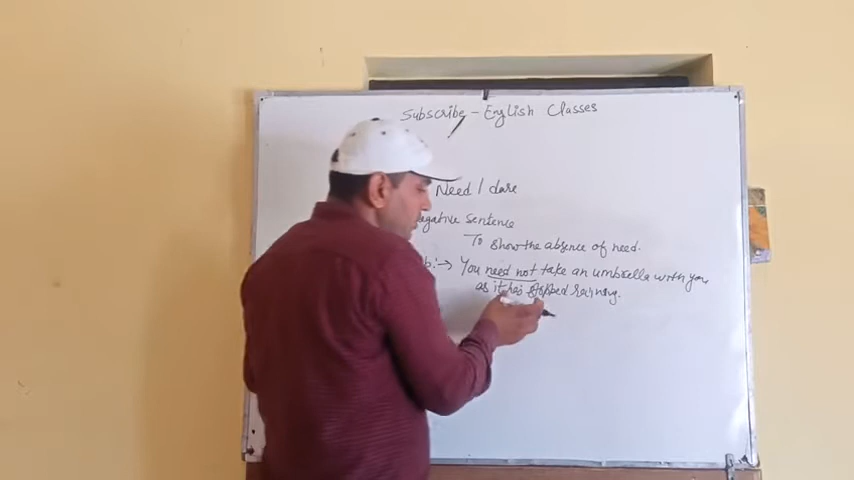 Subscribe - English Classes
Need / dare
gative Sentence
To show the absence of need.
b:→ You need not take an umbrella with you
as it has stopped raining.